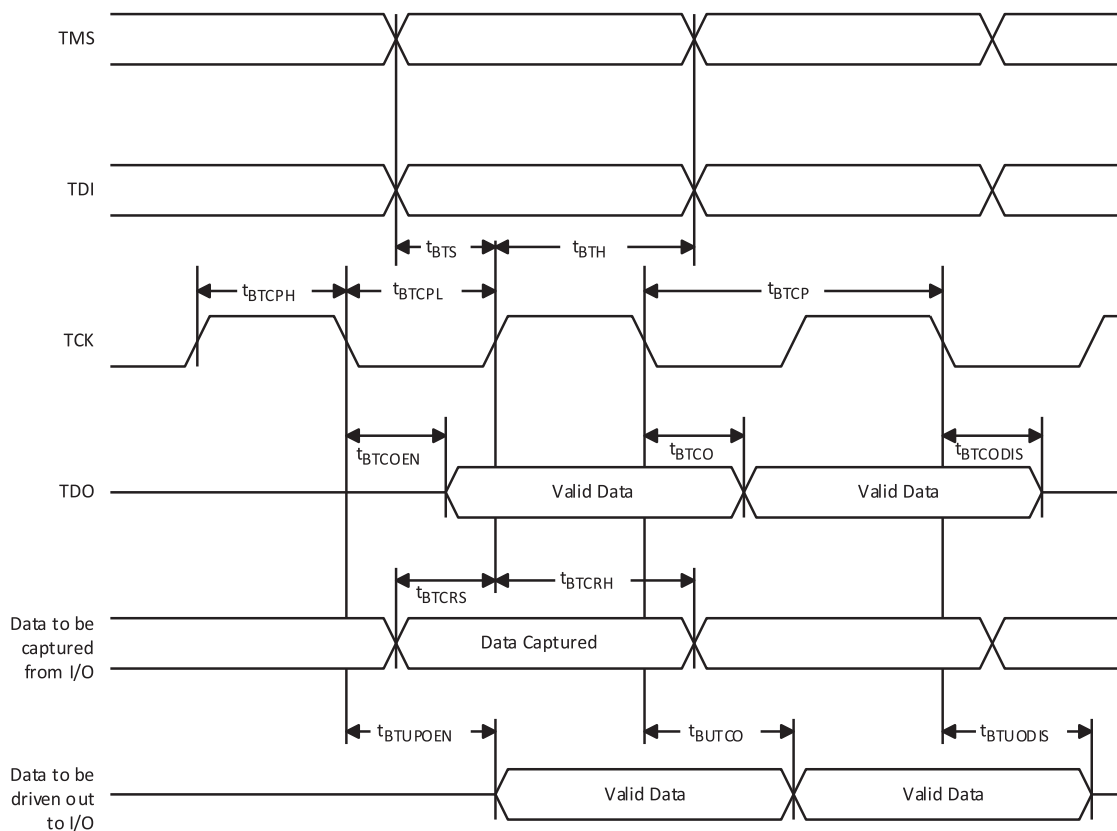 TMS
TDI
tBTS
tBTH
tBTCPH
tBTCPL
tBTCP
TCK
tBTCOEN
tBTCO
tBTCODIS
TDO
Valid Data
Valid Data
tBTCRS
tBTCRH
Data to be
captured
from I/O
Data Captured
tBTUPOEN
tBUTCO
tBTUODIS
Data to be
driven out
to I/O
Valid Data
Valid Data